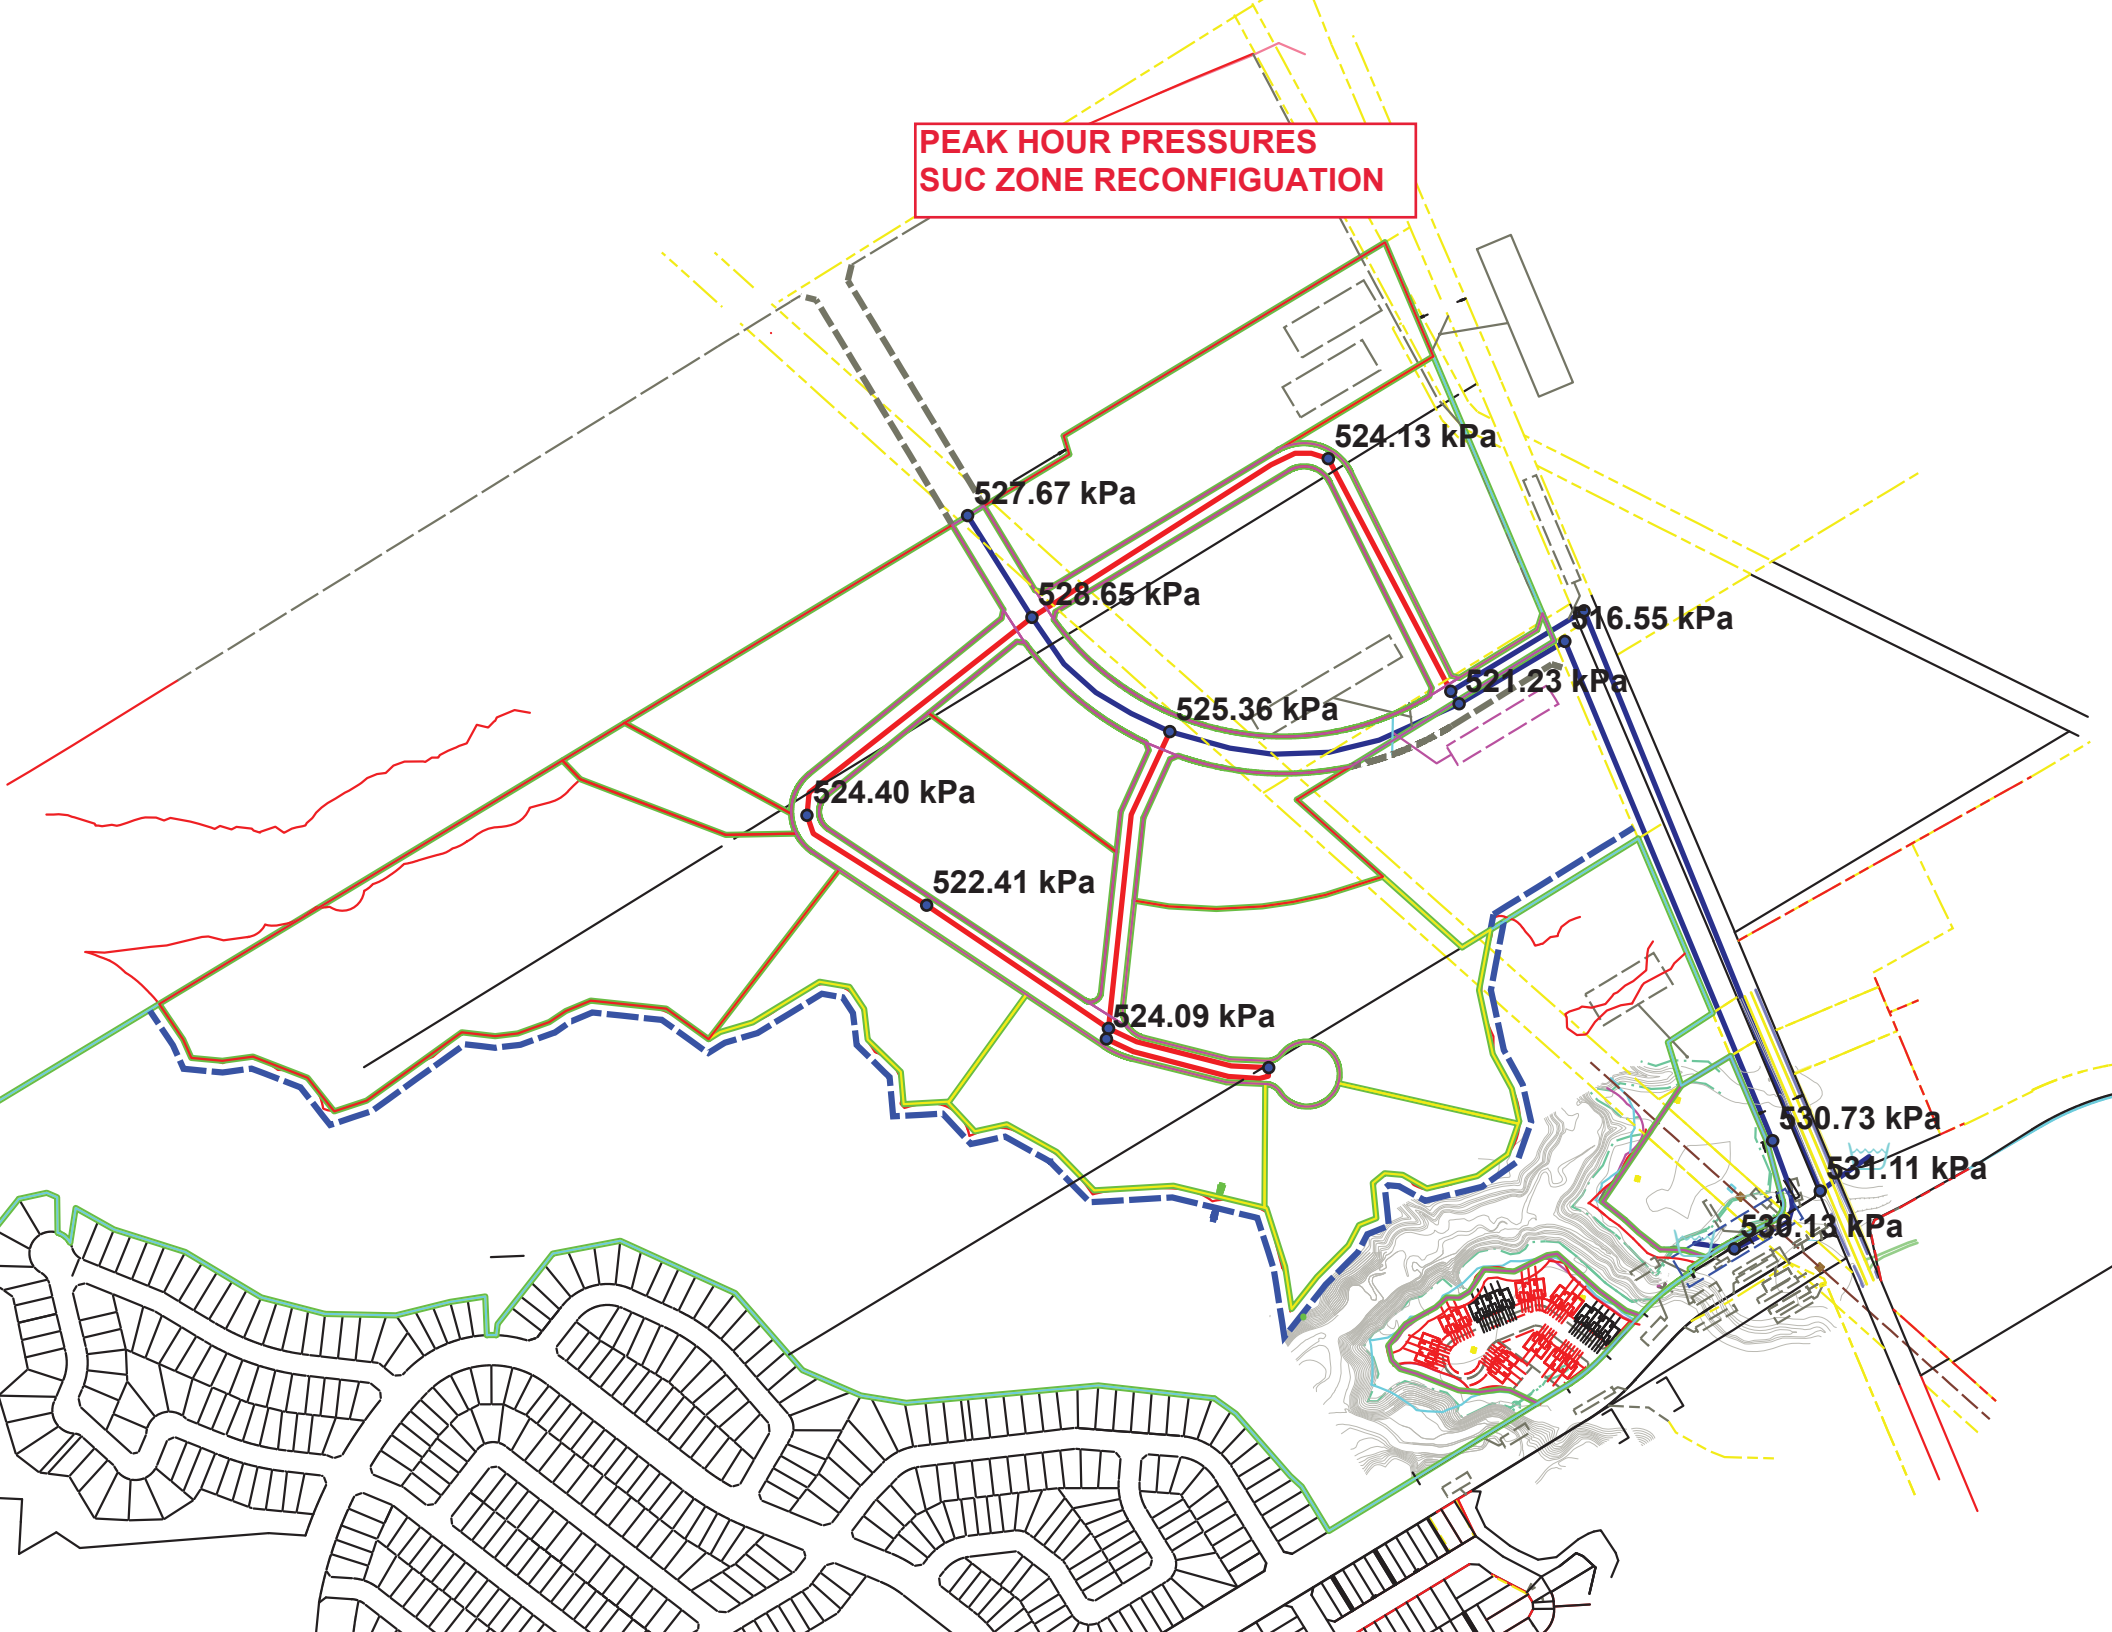 PEAK HOUR PRESSURES
SUC ZONE RECONFIGUATION
524.13 kPa
527.67 kPa
528.65 kPa
516.55 kPa
521.23 kPa
525.36 kPa
524.40 kPa
522.41 kPa
524.09 kPa
530.73 kPa
531.11 kPa
530.13 kPa